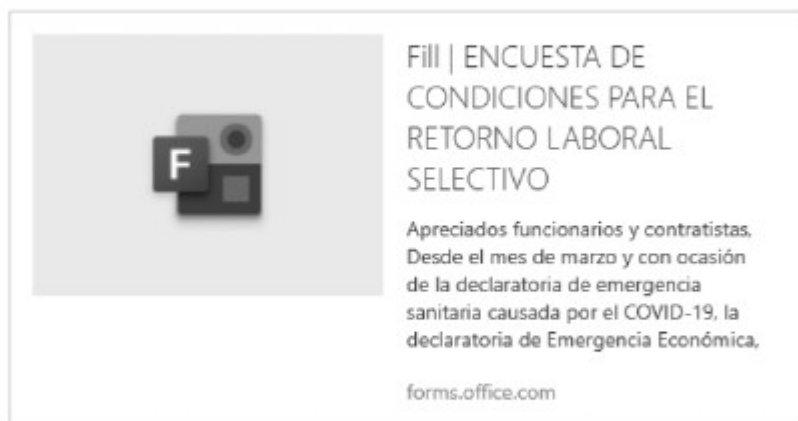 F
Fill | ENCUESTA DE
CONDICIONES PARA EL
RETORNO LABORAL
SELECTIVO
Apreciados funcionarios y contratistas,
Desde el mes de marzo y con ocasión
de la declaratoria de emergencia
sanitaria causada por el COVID-19, la
declaratoria de Emergencia Económica,
forms.office.com